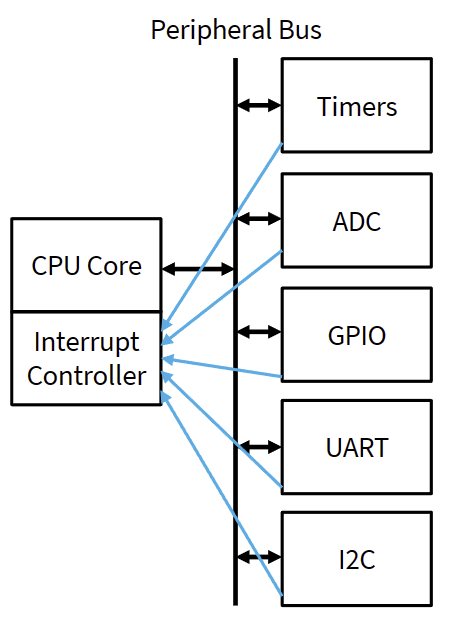 Peripheral Bus
Timers
ADC
CPU Core
Interrupt
Controller
GPIO
UART
I2C